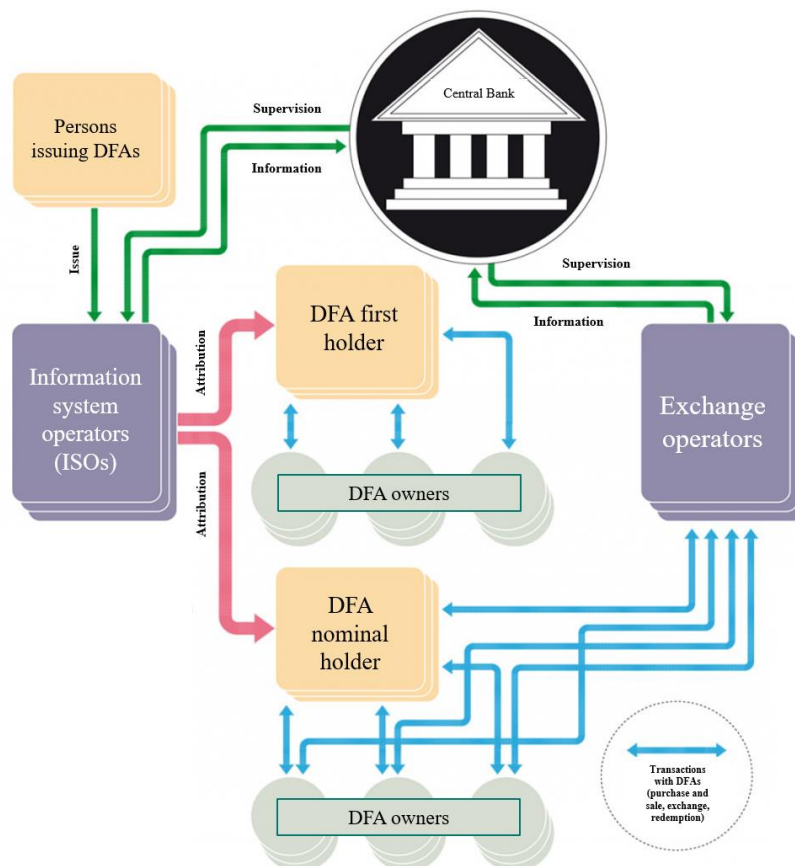 Central Bank
Persons
issuing DFAs
Supervision
Information
Issue
Supervision
Information
Information
system
operators
(ISOs)
Attribution
DFA first
holder
Exchange
operators
DFA owners
Attribution
DFA
nominal
holder
Transactions
with DFAs
(purchase and
sale, exchange,
redemption)
DFA owners